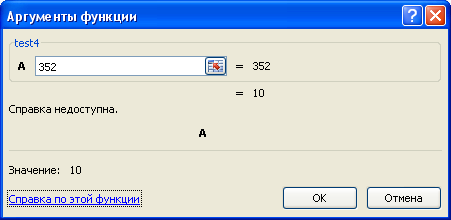 Аргументы функции
test4
A 352 = 352
= 10
Справка недоступна.
A
Значение: 10
Справка по этой функции
OK Отмена